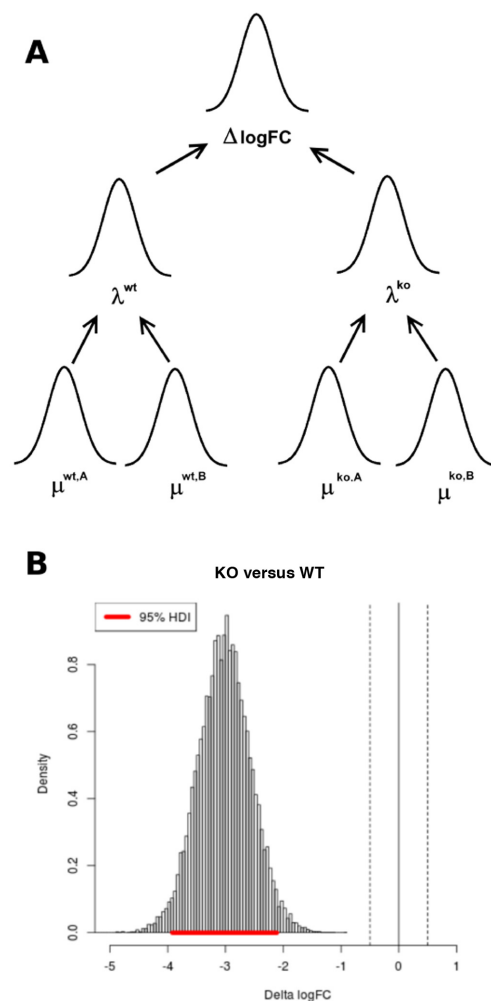 A
Δ logFC
λ^wt
λ^ko
μ^wt,A
μ^wt,B
μ^ko.A
μ^ko,B
B
KO versus WT
95% HDI
Density
0.8
0.6
0.4
0.2
0.0
-5 -4 -3 -2 -1 0 1
Delta logFC